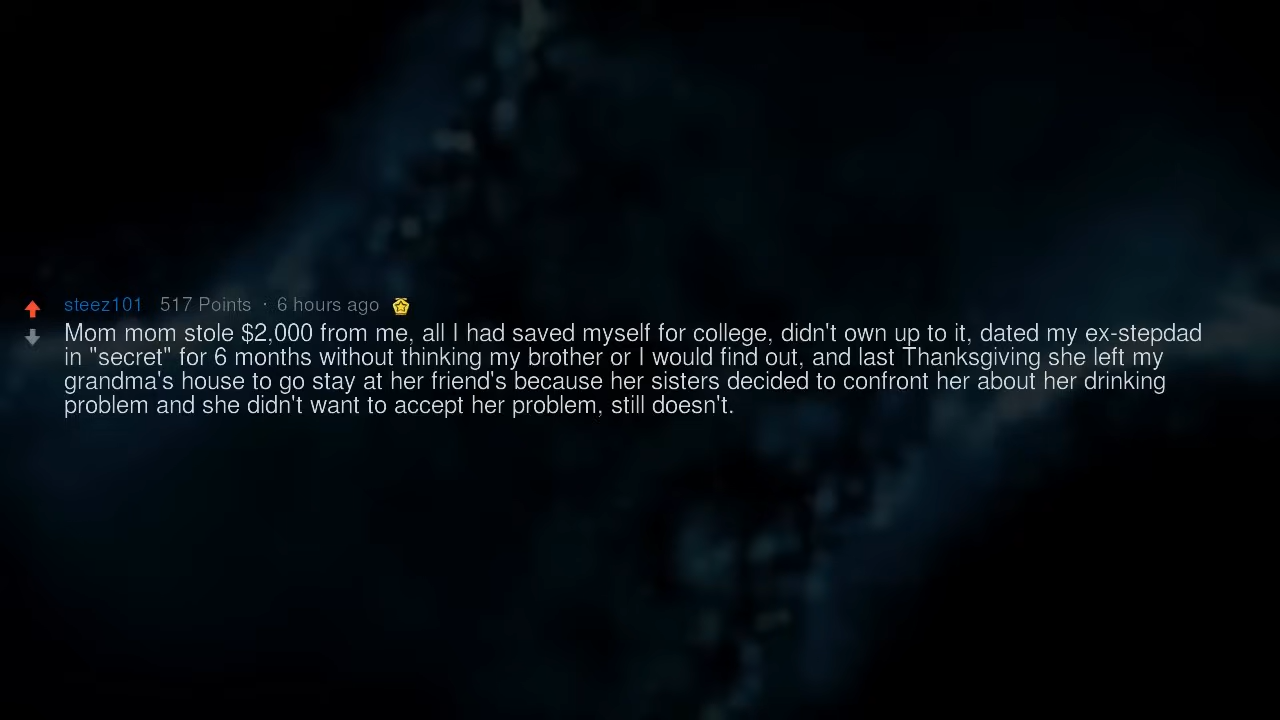 steez101 517 Points · 6 hours ago
Mom mom stole $2,000 from me, all I had saved myself for college, didn't own up to it, dated my ex-stepdad
in "secret" for 6 months without thinking my brother or I would find out, and last Thanksgiving she left my
grandma's house to go stay at her friend's because her sisters decided to confront her about her drinking
problem and she didn't want to accept her problem, still doesn't.